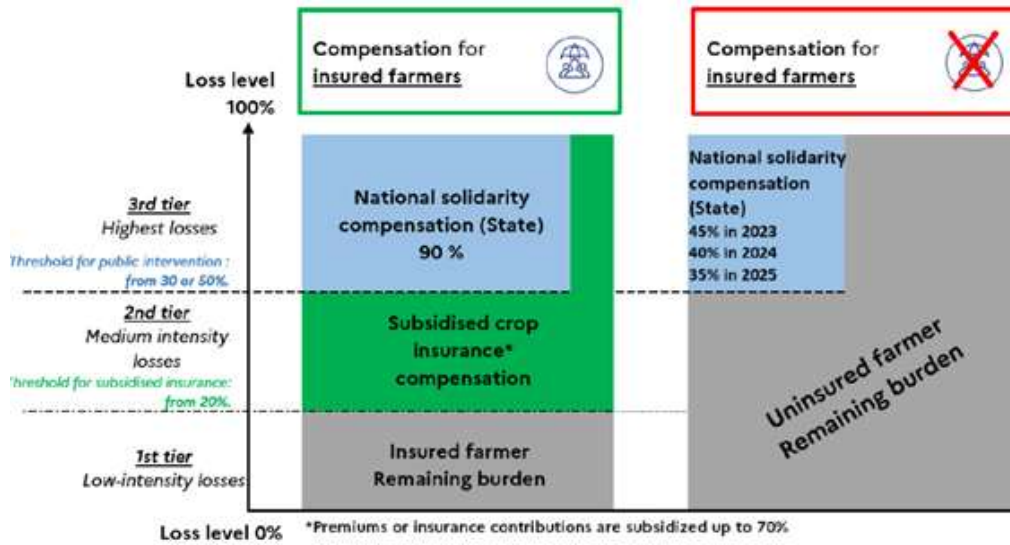 Compensation for
insured farmers
Compensation for
insured farmers
Loss level
100%
National solidarity
compensation (State)
90 %
National solidarity
compensation
(State)
45% in 2023
40% in 2024
35% in 2025
3rd tier
Highest losses
Threshold for public intervention :
from 30 or 50%.
2nd tier
Medium intensity
losses
Subsidised crop
insurance*
compensation
hreshold for subsidised insurance:
from 20%.
Uninsured farmer
Remaining burden
1st tier
Low-intensity losses
Insured farmer
Remaining burden
Loss level 0%
*Premiums or insurance contributions are subsidized up to 70%